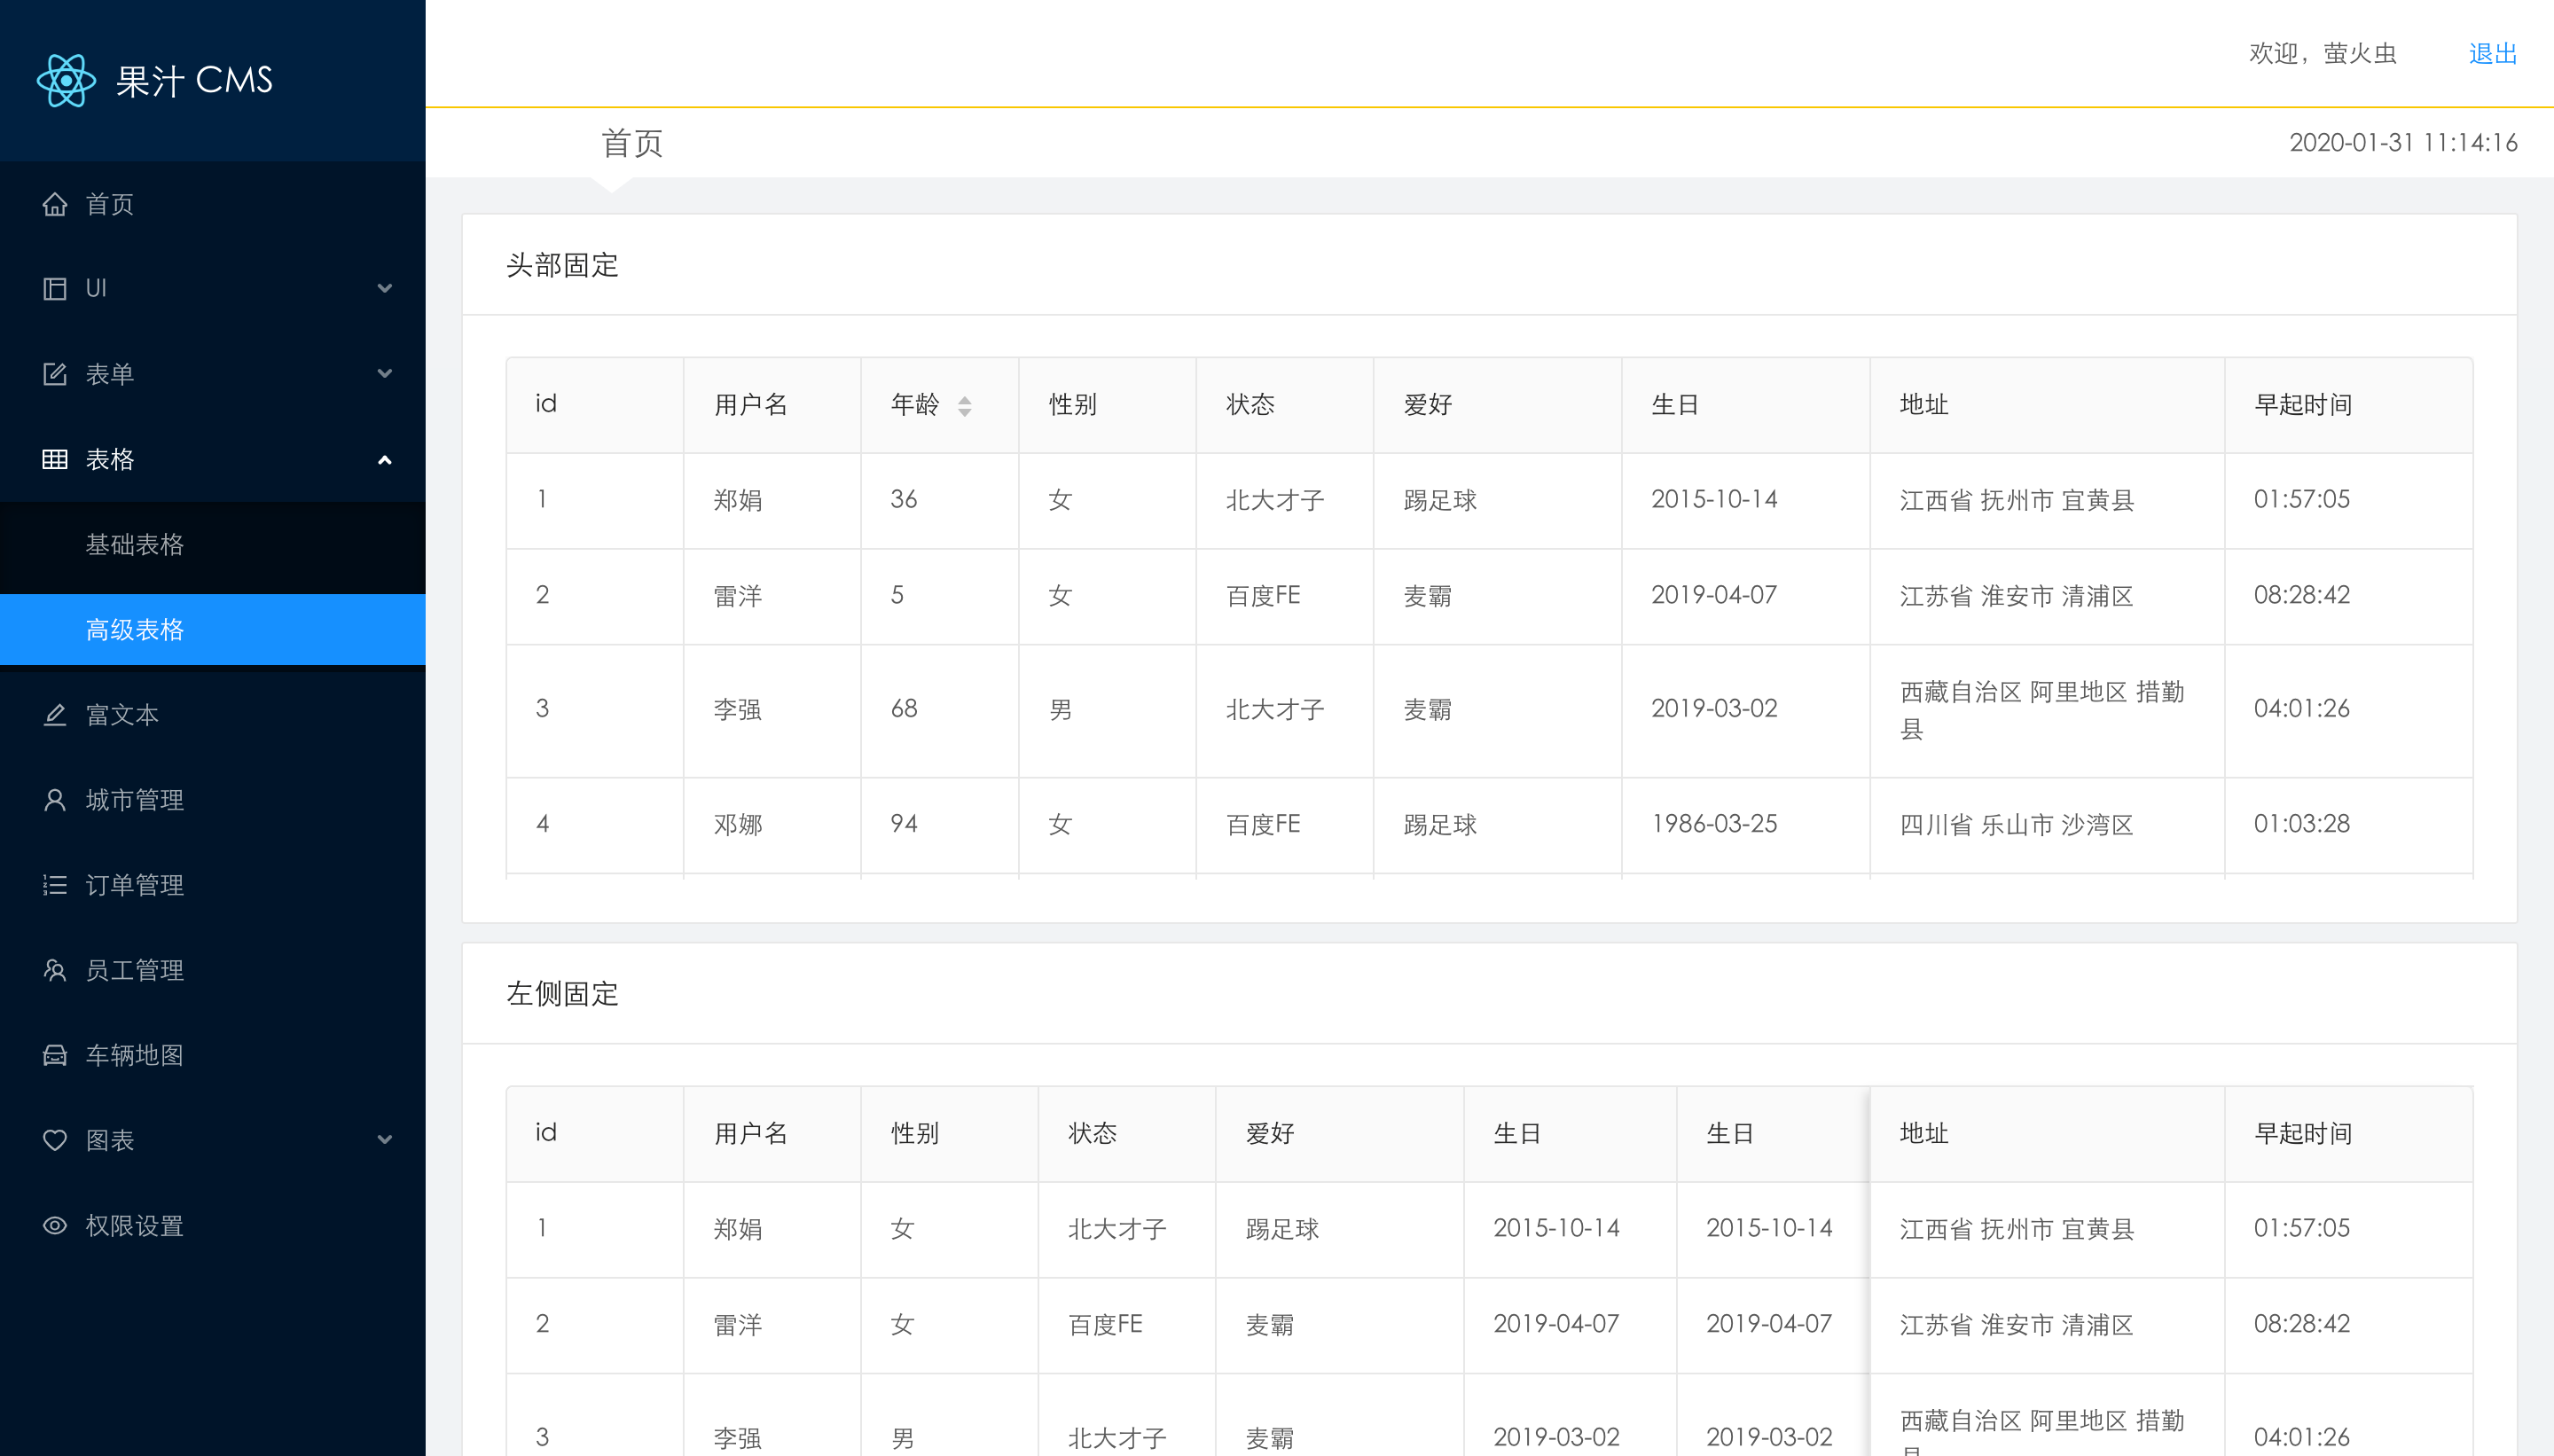 果汁 CMS
首页
UI
表单
表格
基础表格
高级表格
富文本
城市管理
订单管理
员工管理
车辆地图
图表
权限设置
欢迎，萤火虫 退出
首页 2020-01-31 11:14:16
头部固定
id 用户名 年龄 性别 状态 爱好 生日 地址 早起时间
1 郑娟 36 女 北大才子 踢足球 2015-10-14 江西省 抚州市 宜黄县 01:57:05
2 雷洋 5 女 百度FE 麦霸 2019-04-07 江苏省 淮安市 清浦区 08:28:42
3 李强 68 男 北大才子 麦霸 2019-03-02 西藏自治区 阿里地区 措勤 04:01:26
县
4 邓娜 94 女 百度FE 踢足球 1986-03-25 四川省 乐山市 沙湾区 01:03:28
左侧固定
id 用户名 性别 状态 爱好 生日 生日 地址 早起时间
1 郑娟 女 北大才子 踢足球 2015-10-14 2015-10-14 江西省 抚州市 宜黄县 01:57:05
2 雷洋 女 百度FE 麦霸 2019-04-07 2019-04-07 江苏省 淮安市 清浦区 08:28:42
3 李强 男 北大才子 麦霸 2019-03-02 2019-03-02 西藏自治区 阿里地区 措勤 04:01:26